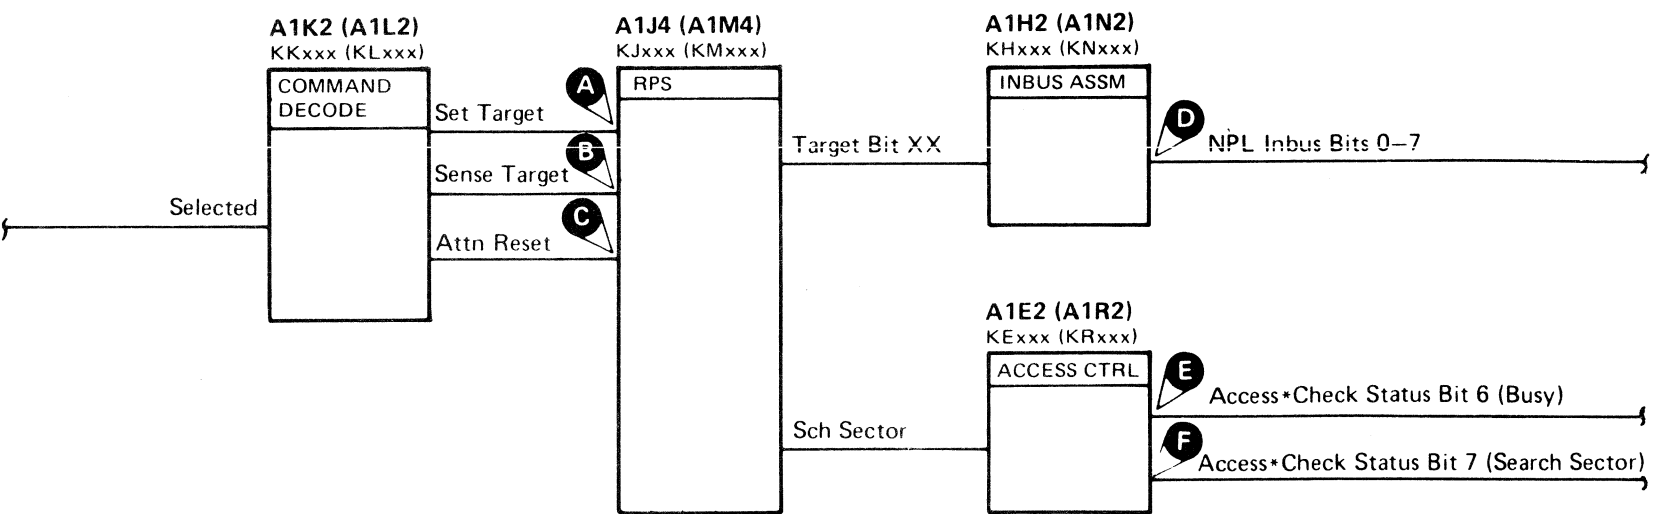 A1K2 (A1L2)
KKxxx (KLxxx)
COMMAND
DECODE
Selected
Set Target
Sense Target
Attn Reset
A
B
C
A1J4 (A1M4)
KJxxx (KMxxx)
RPS
Target Bit XX
Sch Sector
A1H2 (A1N2)
KHxxx (KNxxx)
INBUS ASSM
D
NPL Inbus Bits 0–7
A1E2 (A1R2)
KExxx (KRxxx)
ACCESS CTRL
E
Access*Check Status Bit 6 (Busy)
F
Access*Check Status Bit 7 (Search Sector)